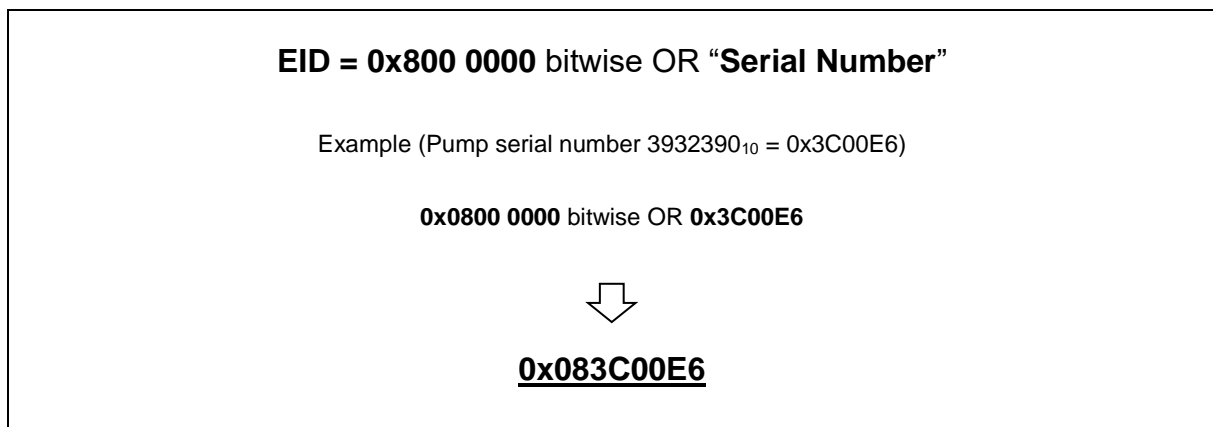 EID = 0x800 0000 bitwise OR “Serial Number”
Example (Pump serial number 3932390₁₀ = 0x3C00E6)
0x0800 0000 bitwise OR 0x3C00E6
0x083C00E6